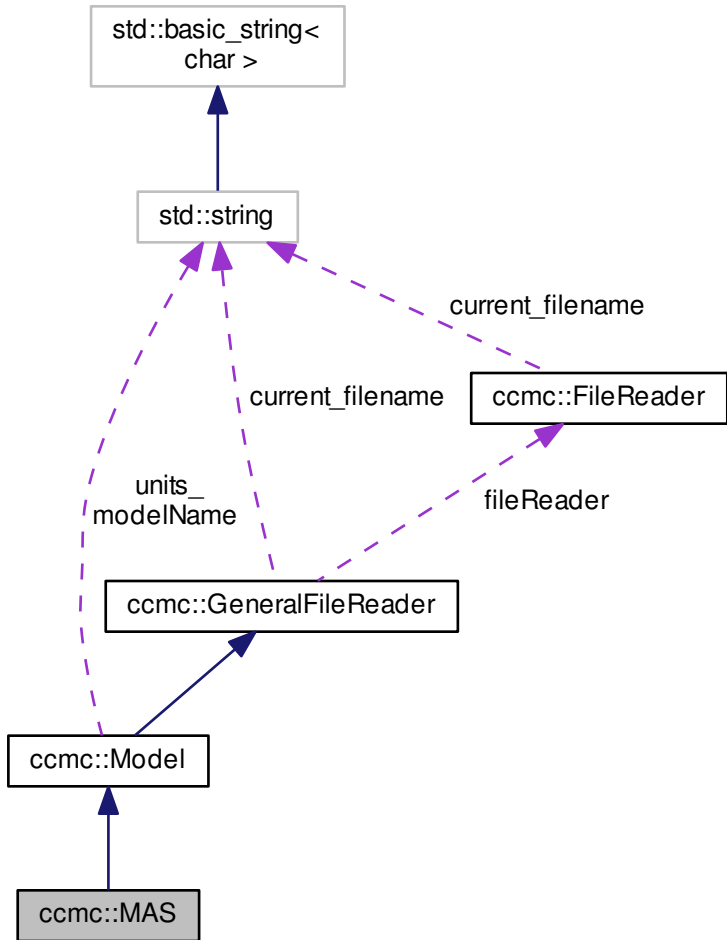 std::basic_string<
char >
std::string
current_filename
ccmc::FileReader
current_filename
units_
modelName
fileReader
ccmc::GeneralFileReader
ccmc::Model
ccmc::MAS